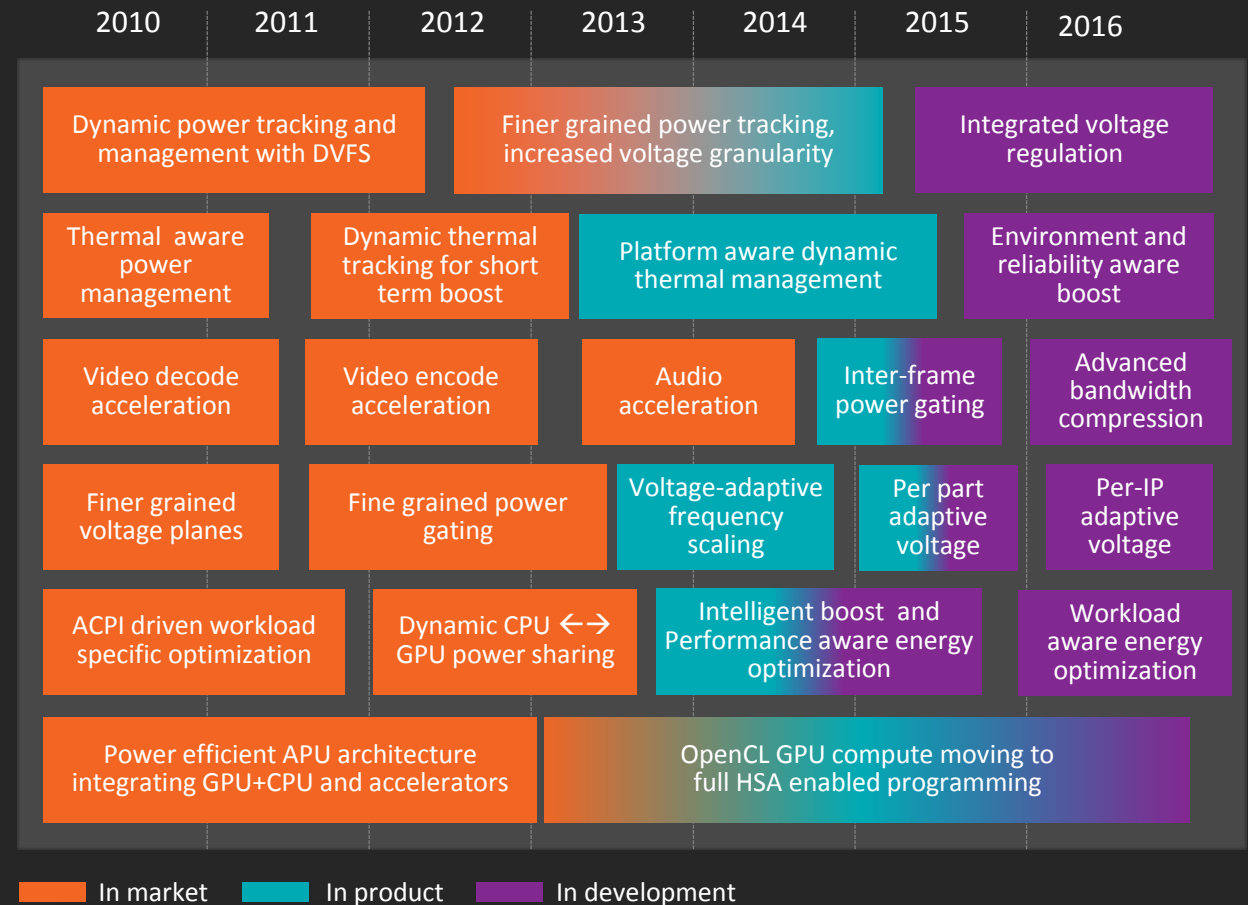 2010 2011 2012 2013 2014 2015 2016
Dynamic power tracking and
management with DVFS
Finer grained power tracking,
increased voltage granularity
Integrated voltage
regulation
Thermal aware
power
management
Dynamic thermal
tracking for short
term boost
Platform aware dynamic
thermal management
Environment and
reliability aware
boost
Video decode
acceleration
Video encode
acceleration
Audio
acceleration
Inter-frame
power gating
Advanced
bandwidth
compression
Finer grained
voltage planes
Fine grained power
gating
Voltage-adaptive
frequency
scaling
Per part
adaptive
voltage
Per-IP
adaptive
voltage
ACPI driven workload
specific optimization
Dynamic CPU ←→
GPU power sharing
Intelligent boost and
Performance aware energy
optimization
Workload
aware energy
optimization
Power efficient APU architecture
integrating GPU+CPU and accelerators
OpenCL GPU compute moving to
full HSA enabled programming
In market In product In development